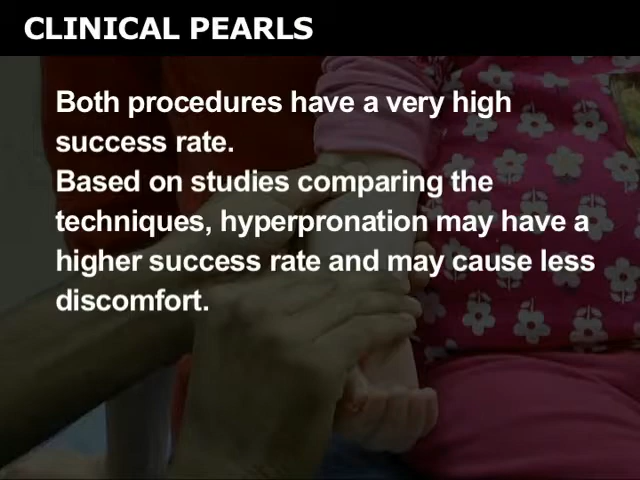 CLINICAL PEARLS
Both procedures have a very high
success rate.
Based on studies comparing the
techniques, hyperpronation may have a
higher success rate and may cause less
discomfort.